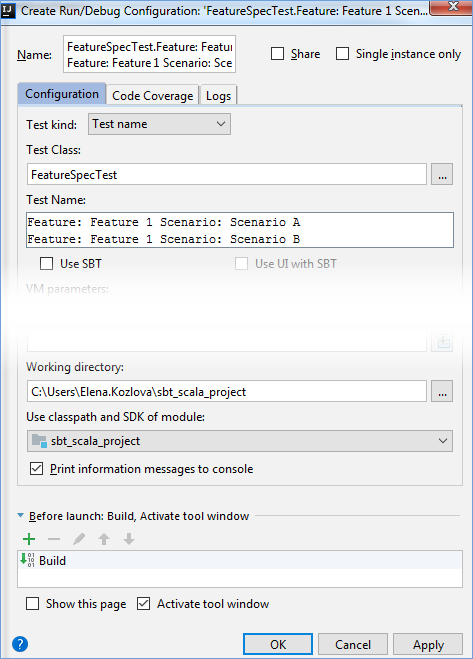 Create Run/Debug Configuration: 'FeatureSpecTest.Feature: Feature 1 Scen...
Name:
FeatureSpecTest.Feature: Featur
Feature: Feature 1 Scenario: Sce
Share
Single instance only
Configuration
Code Coverage
Logs
Test kind:
Test name
Test Class:
FeatureSpecTest
...
Test Name:
Feature: Feature 1 Scenario: Scenario A
Feature: Feature 1 Scenario: Scenario B
Use SBT
Use UI with SBT
VM parameters:
Working directory:
C:\Users\Elena.Kozlova\sbt_scala_project
...
Use classpath and SDK of module:
sbt_scala_project
Print information messages to console
Before launch: Build, Activate tool window
Build
Show this page
Activate tool window
?
OK
Cancel
Apply